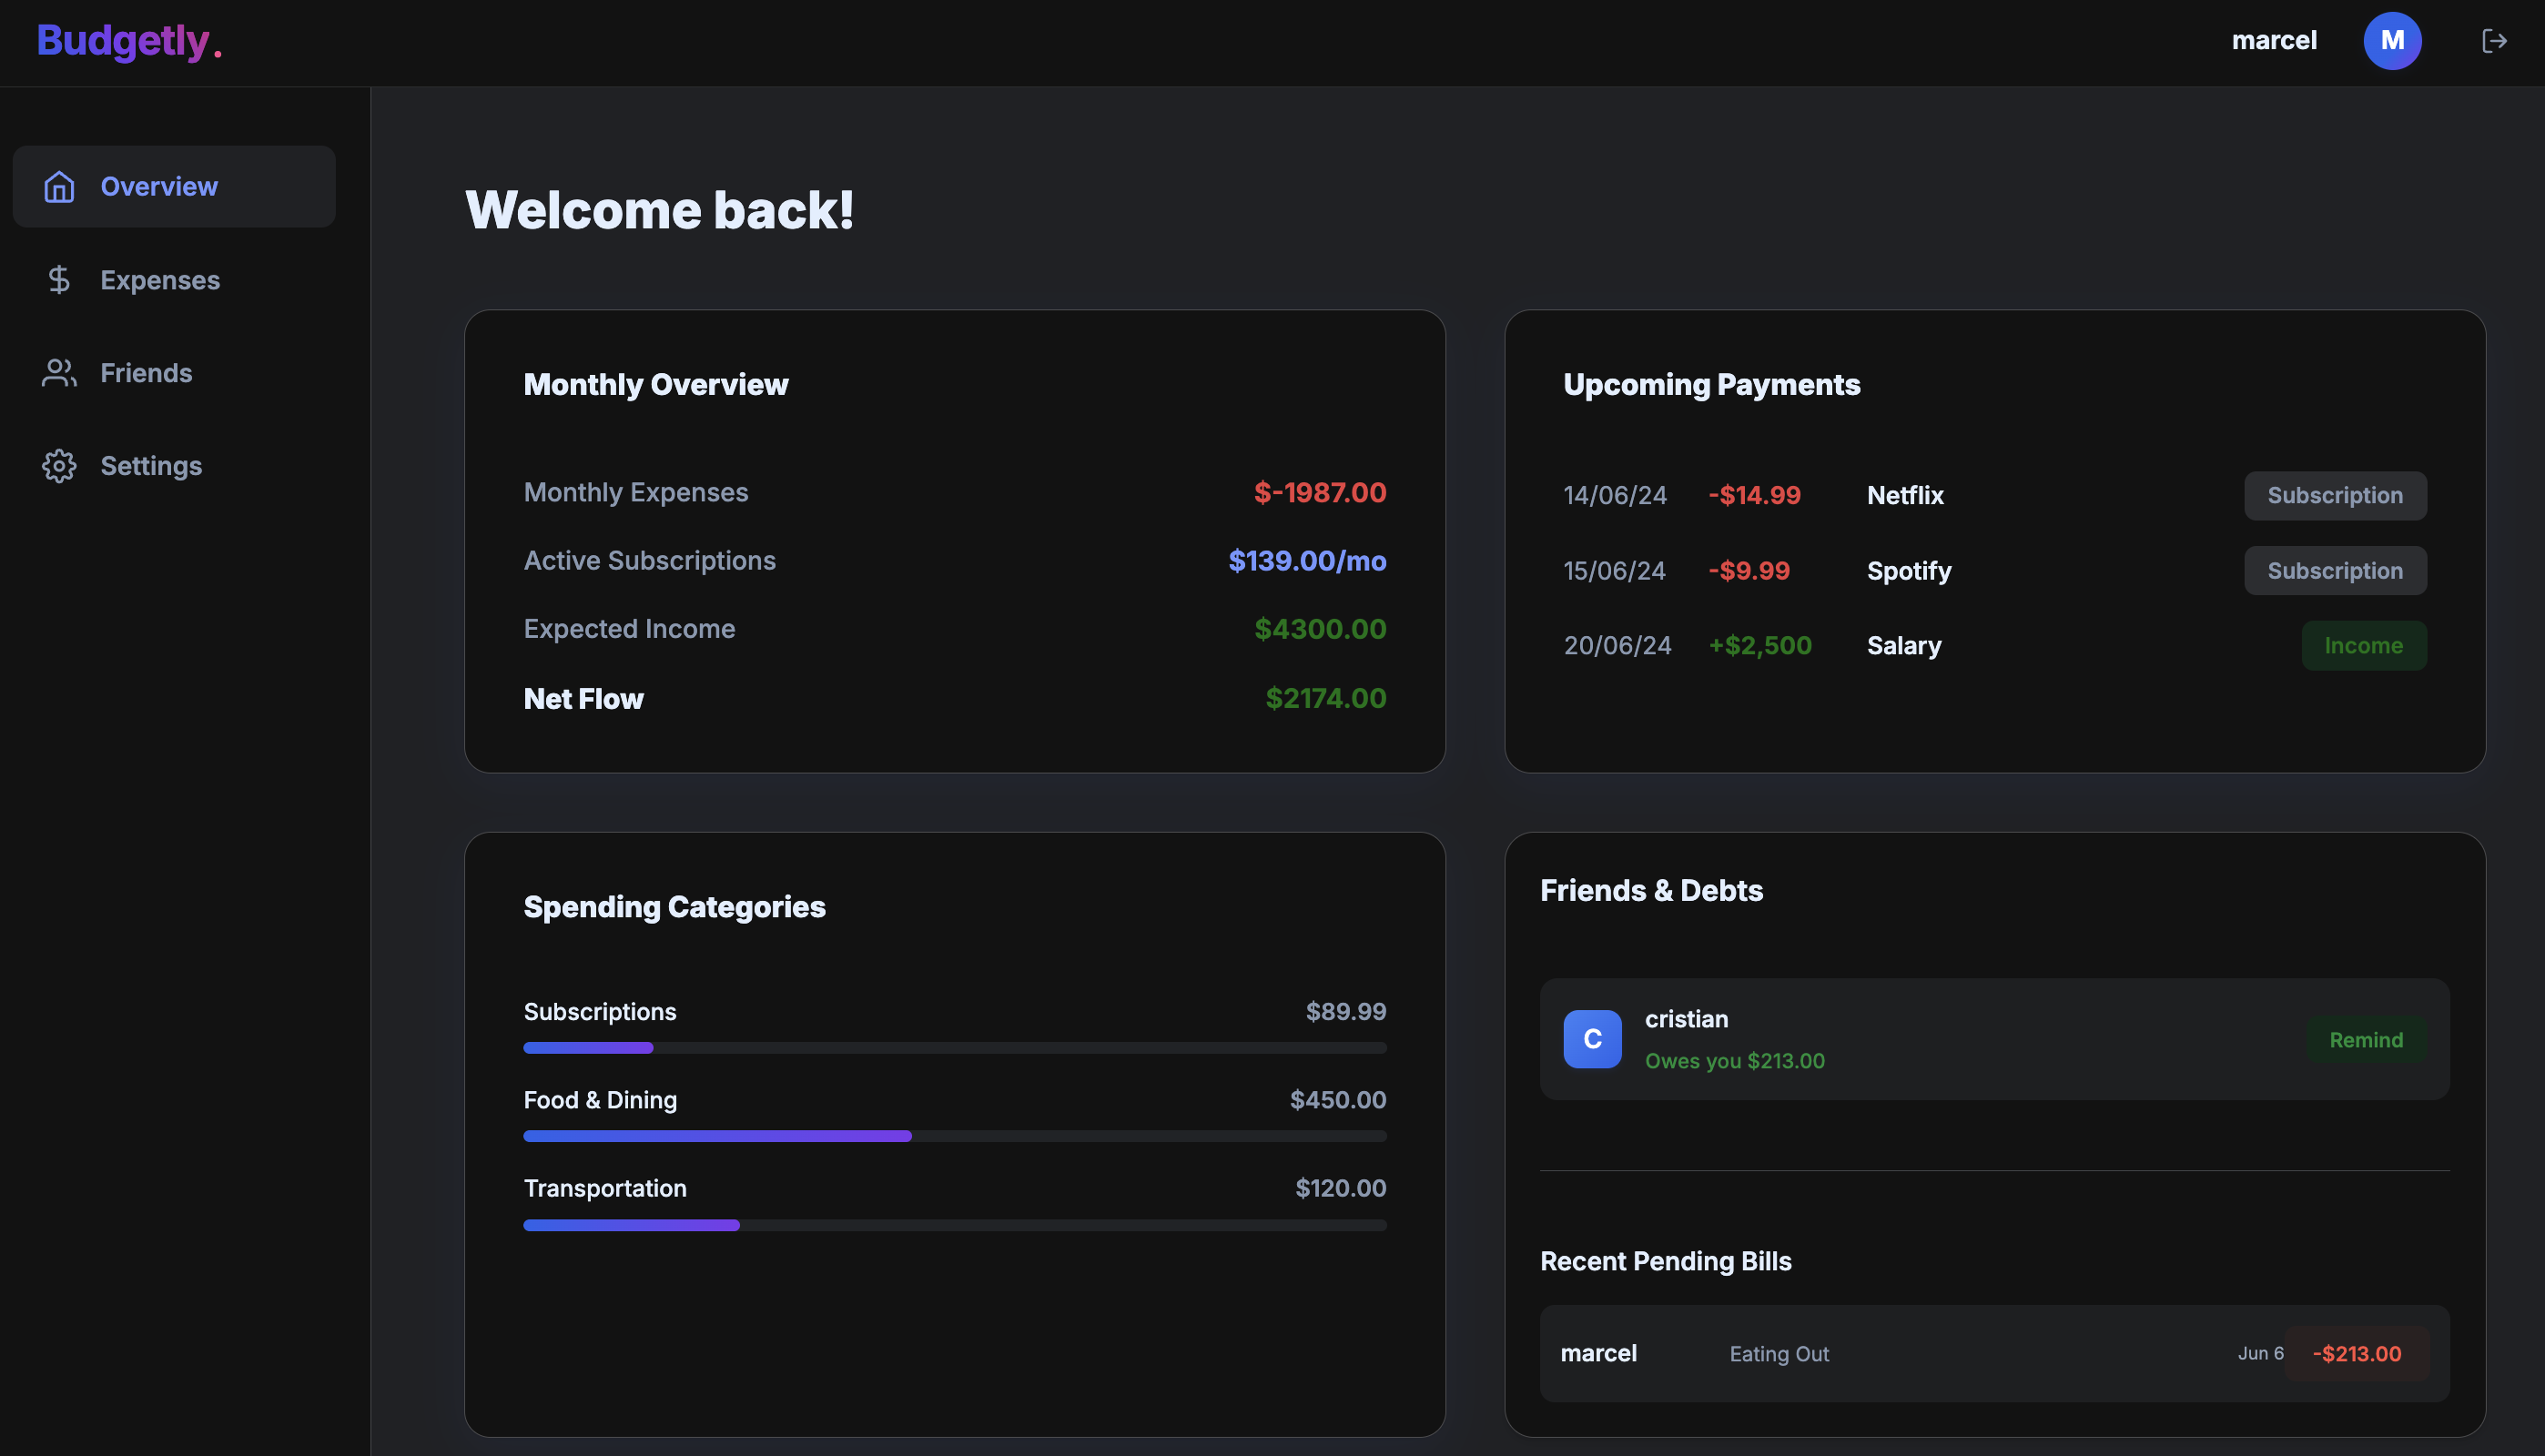 Budgetly.
marcel M
Overview
Expenses
Friends
Settings
Welcome back!
Monthly Overview
Monthly Expenses $-1987.00
Active Subscriptions $139.00/mo
Expected Income $4300.00
Net Flow $2174.00
Upcoming Payments
14/06/24 -$14.99 Netflix Subscription
15/06/24 -$9.99 Spotify Subscription
20/06/24 +$2,500 Salary Income
Spending Categories
Subscriptions $89.99
Food & Dining $450.00
Transportation $120.00
Friends & Debts
C
cristian
Owes you $213.00
Remind
Recent Pending Bills
marcel Eating Out Jun 6 -$213.00